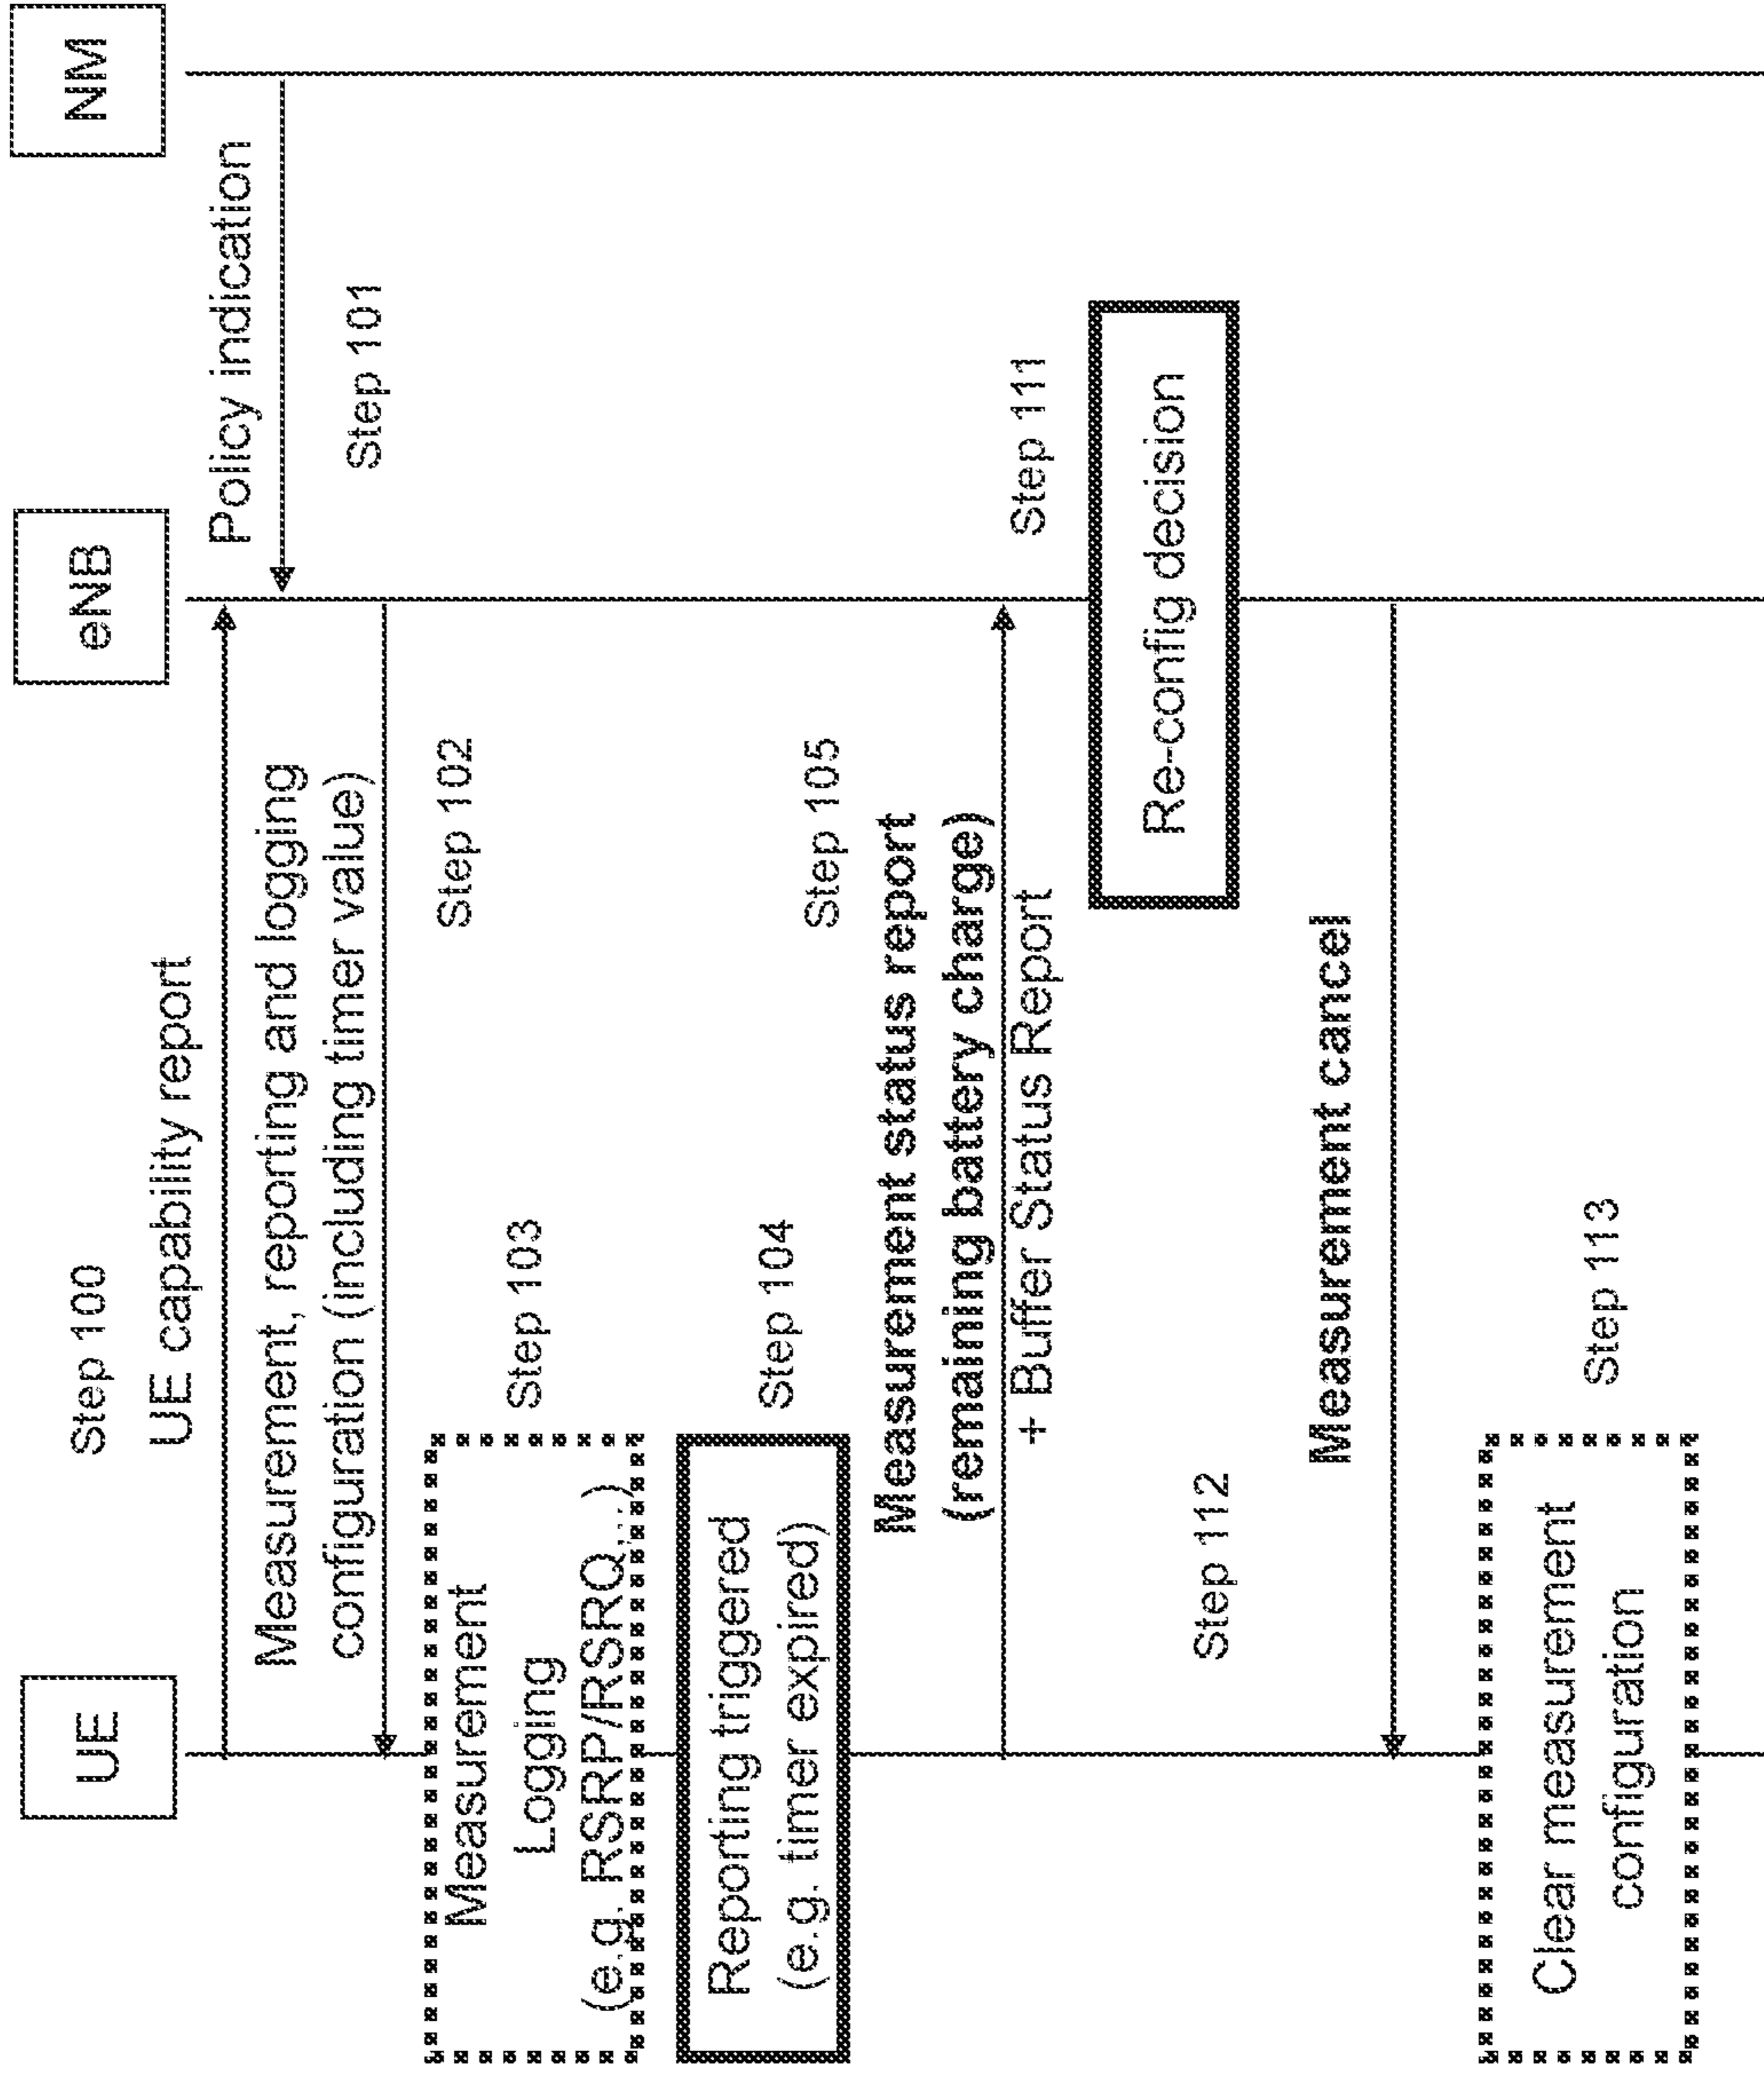 UE
eNB
NM
Step 100
UE capability report
Policy indication
Step 101
Measurement, reporting and logging
configuration (including timer value)
Step 102
Measurement
Logging
(e.g. RSRP/RSRQ,..)
Step 103
Reporting triggered
(e.g. timer expired)
Step 104
Step 105
Measurement status report
(remaining battery charge)
+ Buffer Status Report
Step 111
Re-config decision
Step 112
Measurement cancel
Step 113
Clear measurement
configuration